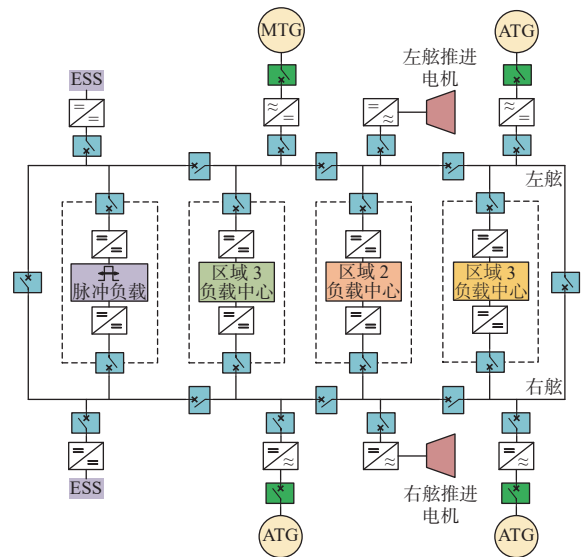 MTG
ATG
ESS
左舷推进
电机
左舷
脉冲负载
区域 3
负载中心
区域 2
负载中心
区域 3
负载中心
右舷
ESS
ATG
右舷推进
电机
ATG